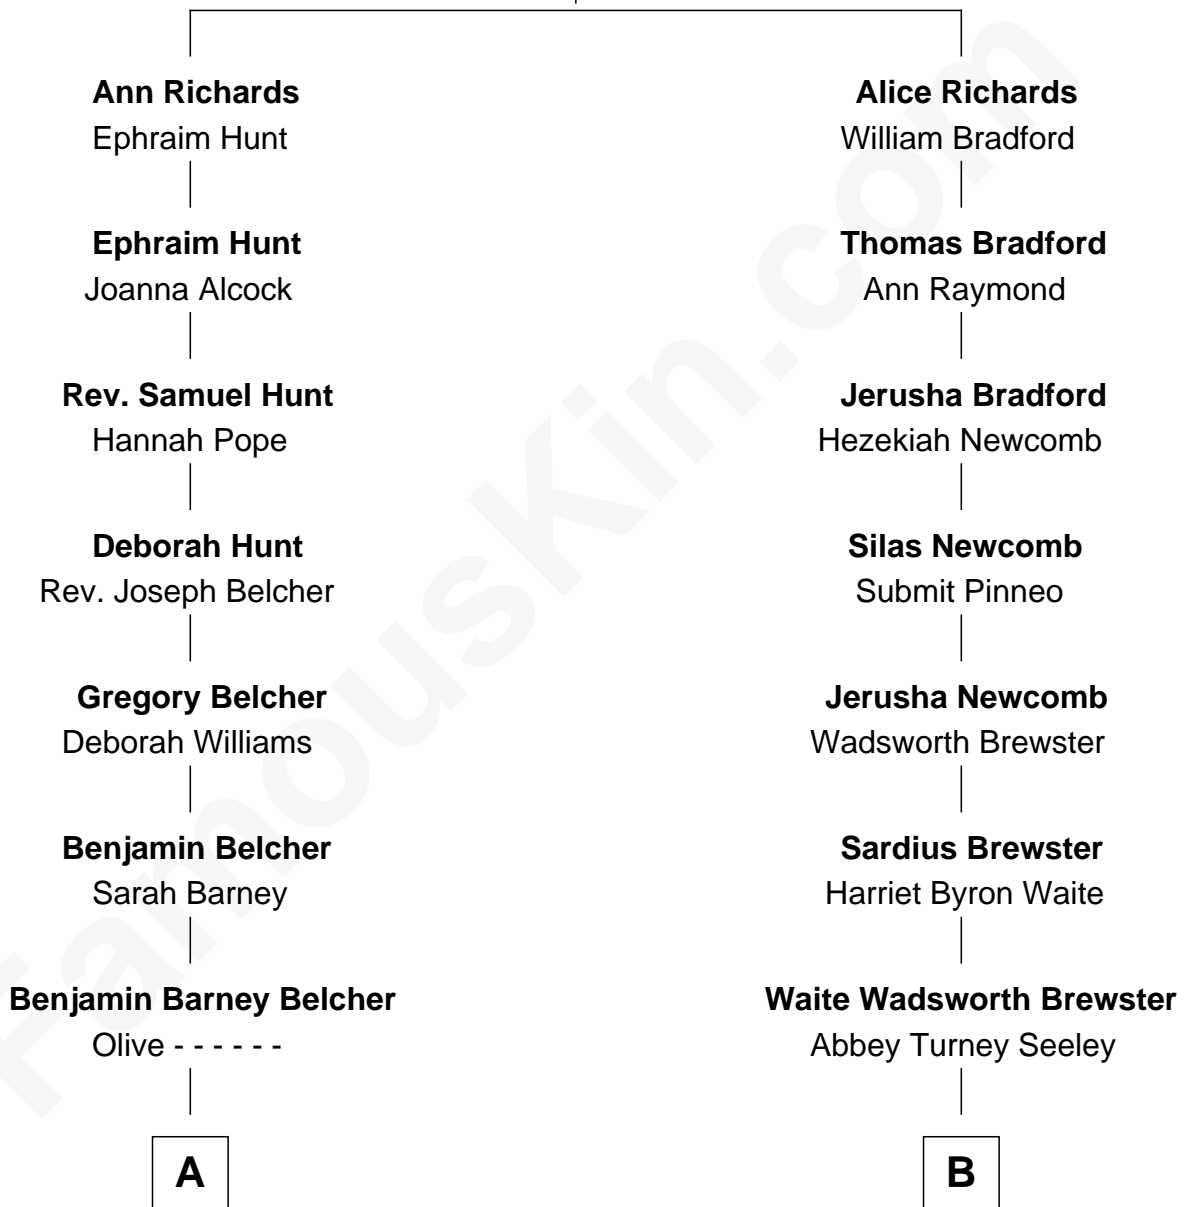 Ann Richards
Ephraim Hunt
Ephraim Hunt
Joanna Alcock
Rev. Samuel Hunt
Hannah Pope
Deborah Hunt
Rev. Joseph Belcher
Gregory Belcher
Deborah Williams
Benjamin Belcher
Sarah Barney
Benjamin Barney Belcher
Olive - - - - - -
A
Alice Richards
William Bradford
Thomas Bradford
Ann Raymond
Jerusha Bradford
Hezekiah Newcomb
Silas Newcomb
Submit Pinneo
Jerusha Newcomb
Wadsworth Brewster
Sardius Brewster
Harriet Byron Waite
Waite Wadsworth Brewster
Abbey Turney Seeley
B
FamousKin.com